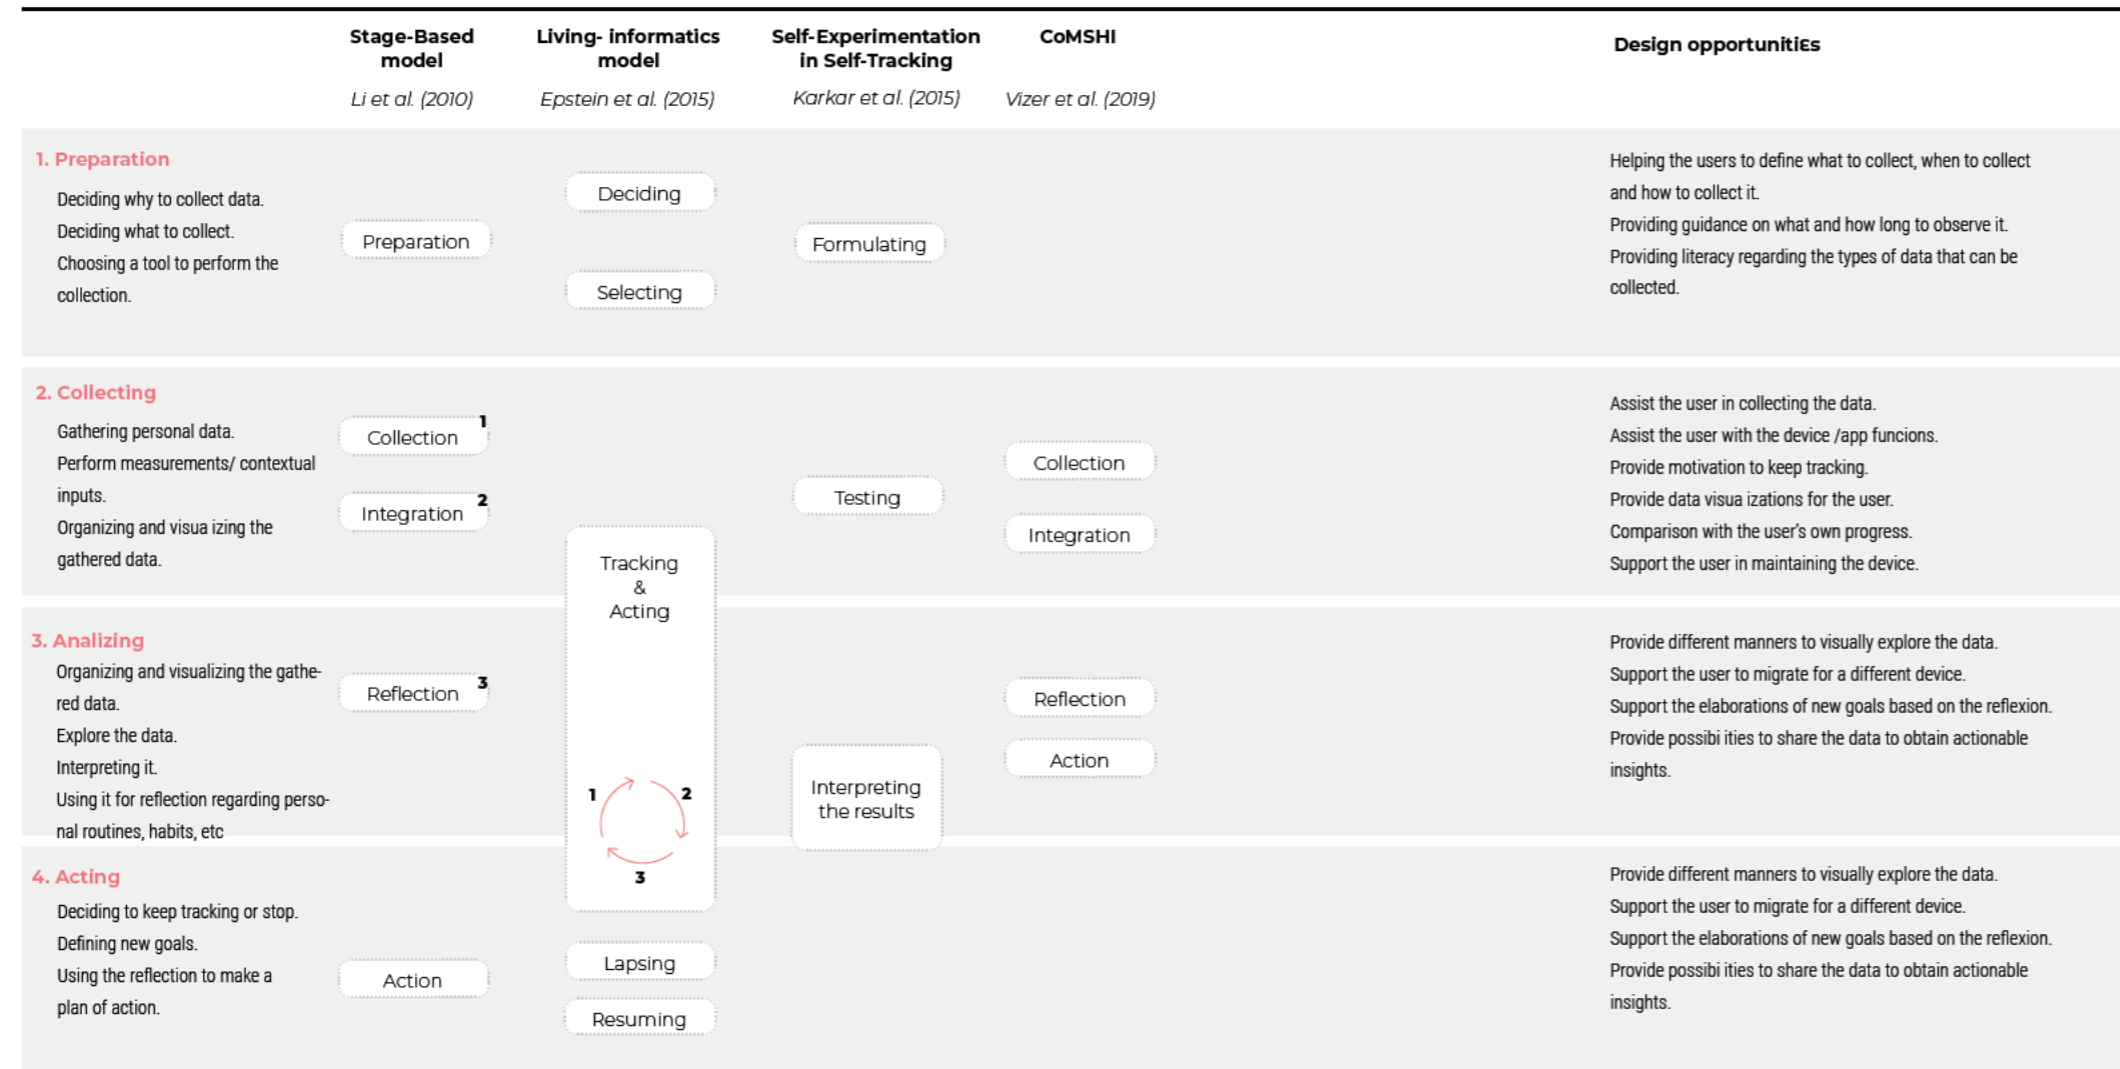 Stage-Based
model
Li et al. (2010)
Living- informatics
model
Epstein et al. (2015)
Self-Experimentation
in Self-Tracking
Karkar et al. (2015)
CoMSHI
Vizer et al. (2019)
Design opportunitiEs
1. Preparation
Deciding why to collect data.
Deciding what to collect.
Choosing a tool to perform the
collection.
Preparation
Deciding
Selecting
Formulating
Helping the users to define what to collect, when to collect
and how to collect it.
Providing guidance on what and how long to observe it.
Providing literacy regarding the types of data that can be
collected.
2. Collecting
Gathering personal data.
Perform measurements/ contextual
inputs.
Organizing and visua izing the
gathered data.
Collection 1
Integration 2
Tracking
&
Acting
Testing
Collection
Integration
Assist the user in collecting the data.
Assist the user with the device /app funcions.
Provide motivation to keep tracking.
Provide data visua izations for the user.
Comparison with the user's own progress.
Support the user in maintaining the device.
3. Analizing
Organizing and visualizing the gathe-
red data.
Explore the data.
Interpreting it.
Using it for reflection regarding perso-
nal routines, habits, etc
Reflection 3
1 2
3
Interpreting
the results
Reflection
Action
Provide different manners to visually explore the data.
Support the user to migrate for a different device.
Support the elaborations of new goals based on the reflexion.
Provide possibi ities to share the data to obtain actionable
insights.
4. Acting
Deciding to keep tracking or stop.
Defining new goals.
Using the reflection to make a
plan of action.
Action
Lapsing
Resuming
Provide different manners to visually explore the data.
Support the user to migrate for a different device.
Support the elaborations of new goals based on the reflexion.
Provide possibi ities to share the data to obtain actionable
insights.